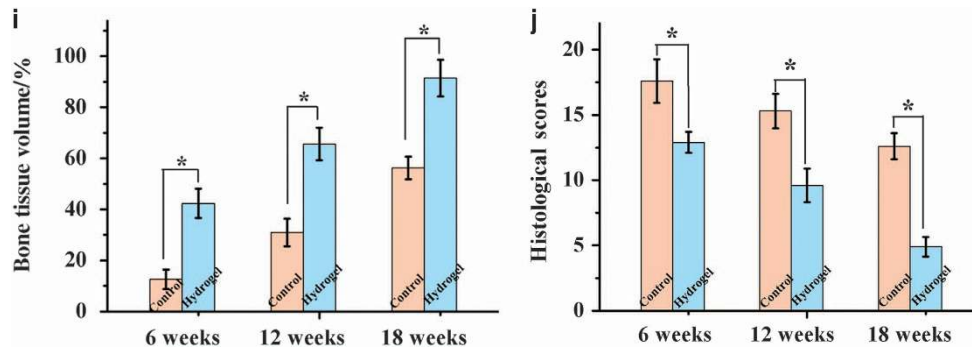 i
Bone tissue volume/%
100
80
60
40
20
0
*
*
*
Control
Hydrogel
Control
Hydrogel
Control
Hydrogel
6 weeks
12 weeks
18 weeks
j
Histological scores
20
15
10
5
0
*
*
*
Control
Hydrogel
Control
Hydrogel
Control
Hydrogel
6 weeks
12 weeks
18 weeks